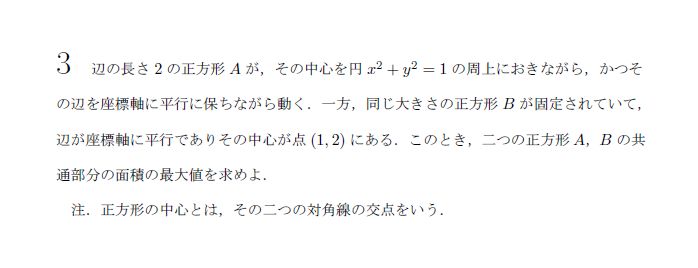 3 辺の長さ 2 の正方形 A が，その中心を円 x² + y² = 1 の周上におきながら，かつそ
の辺を座標軸に平行に保ちながら動く．一方，同じ大きさの正方形 B が固定されていて，
辺が座標軸に平行でありその中心が点 (1, 2) にある．このとき，二つの正方形 A，B の共
通部分の面積の最大値を求めよ．
注．正方形の中心とは，その二つの対角線の交点をいう．